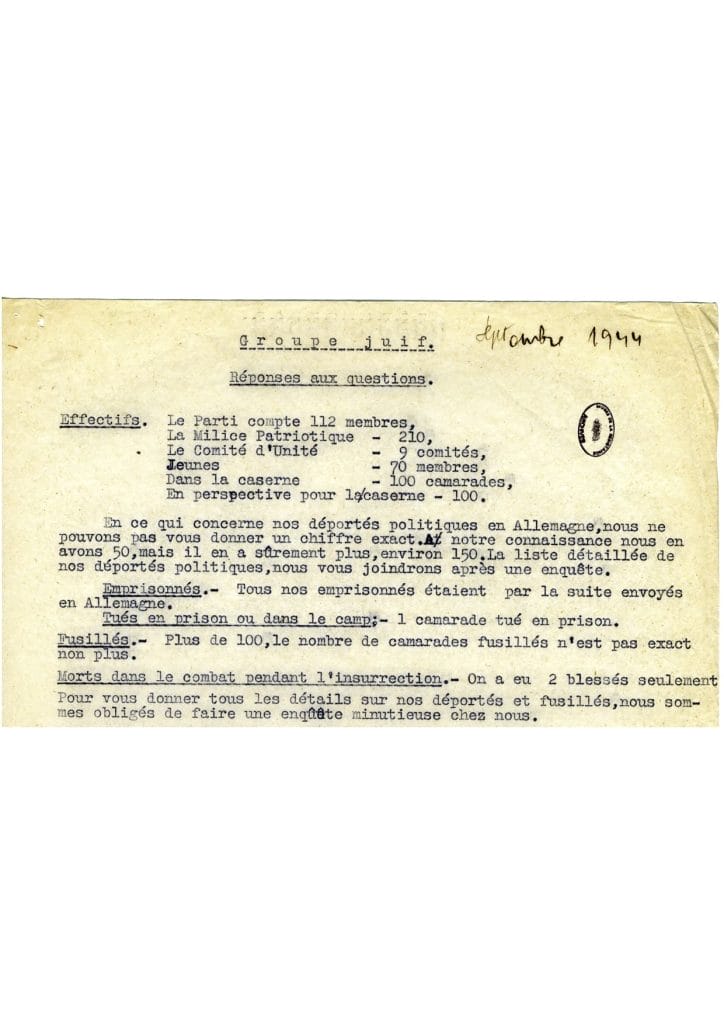 Groupe juif.
Septembre 1944
Réponses aux questions.
Effectifs. Le Parti compte 112 membres,
La Milice Patriotique - 210,
Le Comité d'Unité - 9 comités,
Jeunes - 70 membres,
Dans la caserne - 100 camarades,
En perspective pour la caserne - 100.
En ce qui concerne nos déportés politiques en Allemagne,nous ne
pouvons pas vous donner un chiffre exact.A notre connaissance nous en
avons 50,mais il en a sûrement plus,environ 150.La liste détaillée de
nos déportés politiques,nous vous joindrons après une enquête.
Emprisonnés.- Tous nos emprisonnés étaient par la suite envoyés
en Allemagne.
Tués en prison ou dans le camp:- 1 camarade tué en prison.
Fusillés.- Plus de 100,le nombre de camarades fusillés n'est pas exact
non plus.
Morts dans le combat pendant l'insurrection.- On a eu 2 blessés seulement
Pour vous donner tous les détails sur nos déportés et fusillés,nous som-
mes obligés de faire une enquête minutieuse chez nous.